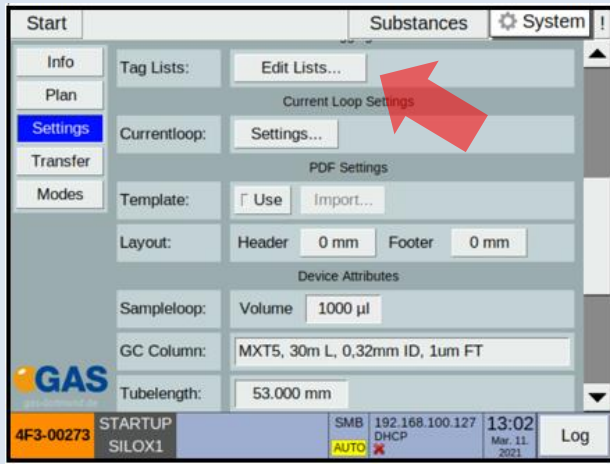 Start Substances System !
Info
Plan
Settings
Transfer
Modes
Tag Lists: Edit Lists...
Current Loop Settings
Currentloop: Settings...
PDF Settings
Template: Use Import...
Layout: Header 0 mm Footer 0 mm
Device Attributes
Sampleloop: Volume 1000 µl
GC Column: MXT5, 30m L, 0,32mm ID, 1um FT
Tubelength: 53.000 mm
GAS
4F3-00273
STARTUP
SILOX1
SMB
AUTO
192.168.100.127
DHCP
13:02
Mar. 11.
2021
Log